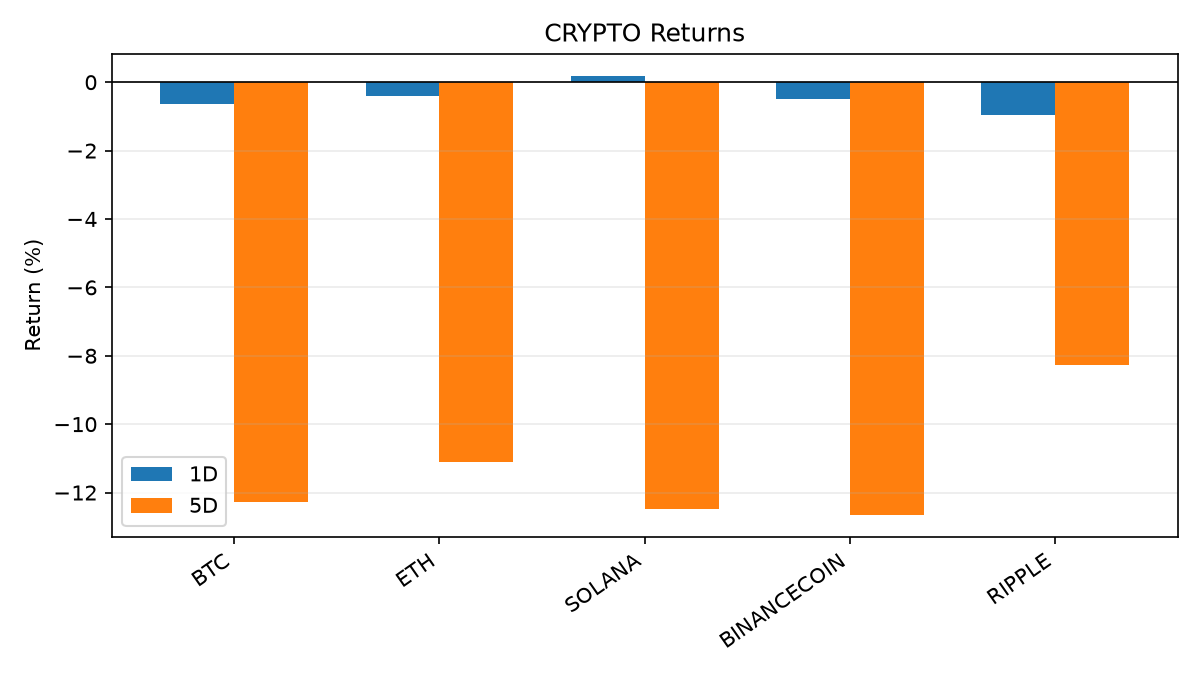 CRYPTO Returns
Return (%)
0
−2
−4
−6
−8
−10
−12
1D
5D
BTC
ETH
SOLANA
BINANCECOIN
RIPPLE